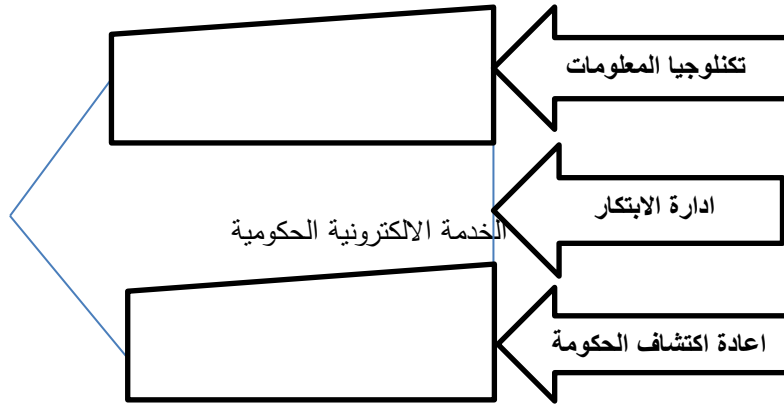 تكنلوجيا المعلومات
ادارة الابتكار
الخدمة الالكترونية الحكومية
اعادة اكتشاف الحكومة